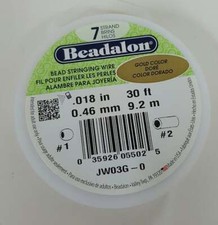 7 STRAND
BRINS
HILOS
Beadalon
BEAD STRINGING WIRE
FIL POUR ENFILER LES PERLES
ALAMBRE PARA JOYERÍA
GOLD COLOR
DORÉ
COLOR DORADO
.018 in 30 ft
0.46 mm 9.2 m
#1
#2
0 35926 05502 5
JW03G-0